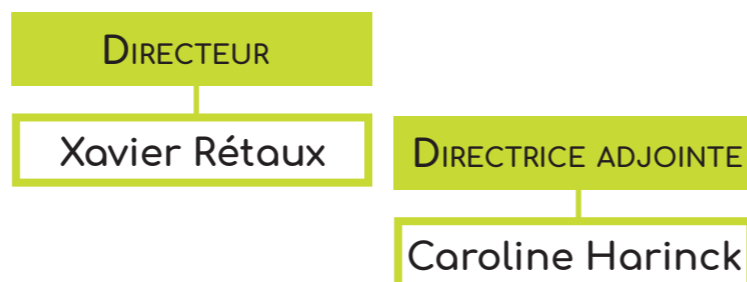 Directeur
Xavier Rétaux
Directrice adjointe
Caroline Harinck